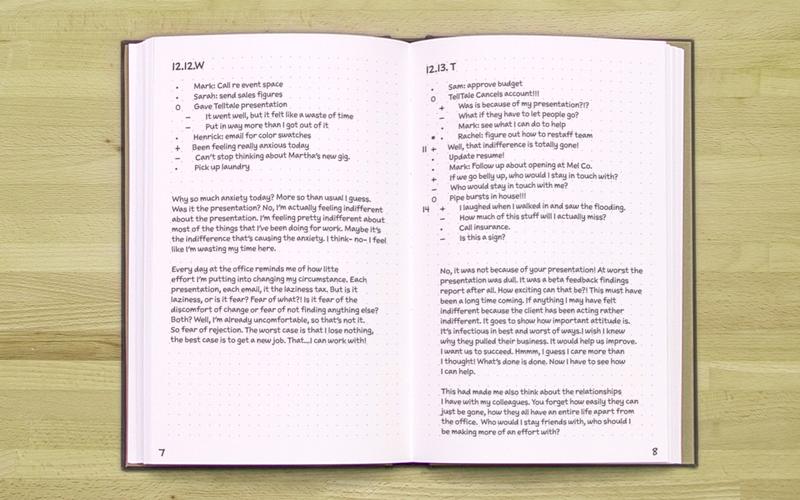 12.12.W
• Mark: Call re event space
• Sarah: send sales figures
O Gave Telltale presentation
– It went well, but it felt like a waste of time
– Put in way more than I got out of it
• Henrick: email for color swatches
+ Been feeling really anxious today
– Can't stop thinking about Martha's new gig.
• Pick up laundry
Why so much anxiety today? More so than usual I guess.
Was it the presentation? No, I'm actually feeling indifferent
about the presentation. I'm feeling pretty indifferent about
most of the things that I've been doing for work. Maybe it's
the indifference that's causing the anxiety. I think- no- I feel
like I'm wasting my time here.
Every day at the office reminds me of how litte
effort I'm putting into changing my circumstance. Each
presentation, each email, it the laziness tax. But is it
laziness, or is it fear? Fear of what?! Is it fear of the
discomfort of change or fear of not finding anything else?
Both? Well, I'm already uncomfortable, so that's not it.
So fear of rejection. The worst case is that I lose nothing,
the best case is to get a new job. That...I can work with!
7
12.13. T
• Sam: approve budget
O TellTale Cancels account!!!
+ Was is because of my presentation?!?
– What if they have to let people go?
• Mark: see what I can do to help
* • Rachel: figure out how to restaff team
11 + Well, that indifference is totally gone!
• Update resume!
• Mark: Follow up about opening at Mel Co.
+ If we go belly up, who would I stay in touch with?
– Who would stay in touch with me?
O Pipe bursts in house!!!
14 + I laughed when I walked in and saw the flooding.
– How much of this stuff will I actually miss?
• Call insurance.
– Is this a sign?
No, it was not because of your presentation! At worst the
presentation was dull. It was a beta feedback findings
report after all. How exciting can that be?! This must have
been a long time coming. If anything I may have felt
indifferent because the client has been acting rather
indifferent. It goes to show how important attitude is.
It's infectious in best and worst of ways.I wish I knew
why they pulled their business. It would help us improve.
I want us to succeed. Hmmm, I guess I care more than
I thought! What's done is done. Now I have to see how
I can help.
This had made me also think about the relationships
I have with my colleagues. You forget how easily they can
just be gone, how they all have an entire life apart from
the office. Who would I stay friends with, who should I
be making more of an effort with?
8